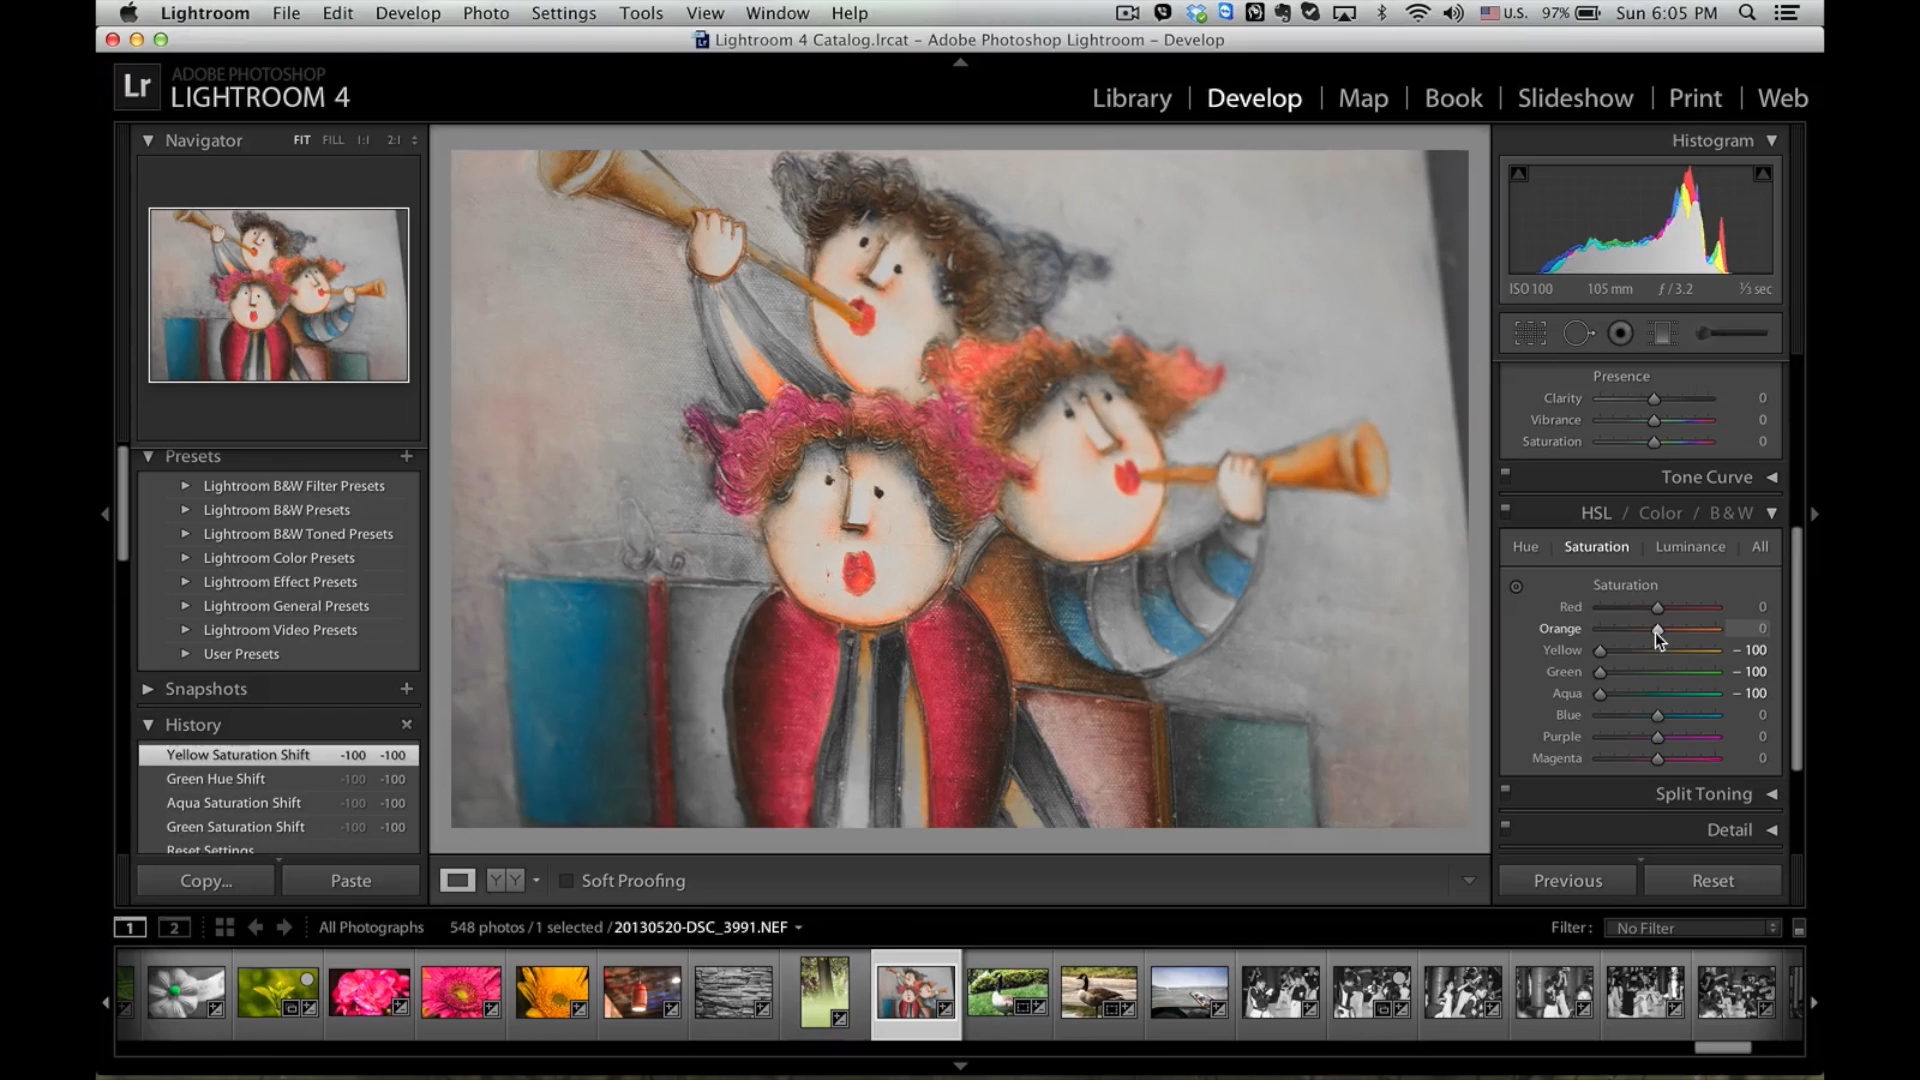 Lightroom File Edit Develop Photo Settings Tools View Window Help U.S. 97% Sun 6:05 PM
Lightroom 4 Catalog.lrcat – Adobe Photoshop Lightroom – Develop
Lr ADOBE PHOTOSHOP
LIGHTROOM 4
Library | Develop | Map | Book | Slideshow | Print | Web
Navigator FIT FILL 1:1 2:1
Presets +
Lightroom B&W Filter Presets
Lightroom B&W Presets
Lightroom B&W Toned Presets
Lightroom Color Presets
Lightroom Effect Presets
Lightroom General Presets
Lightroom Video Presets
User Presets
Snapshots +
History ×
Yellow Saturation Shift -100 -100
Green Hue Shift -100 -100
Aqua Saturation Shift -100 -100
Green Saturation Shift -100 -100
Reset Settings
Copy... Paste
YY Soft Proofing
Histogram
ISO 100 105 mm ƒ / 3.2 ⅓ sec
Presence
Clarity 0
Vibrance 0
Saturation 0
Tone Curve
HSL / Color / B & W
Hue Saturation Luminance All
Saturation
Red 0
Orange 0
Yellow – 100
Green – 100
Aqua – 100
Blue 0
Purple 0
Magenta 0
Split Toning
Detail
Previous Reset
1 2 All Photographs 548 photos / 1 selected / 20130520-DSC_3991.NEF Filter : No Filter